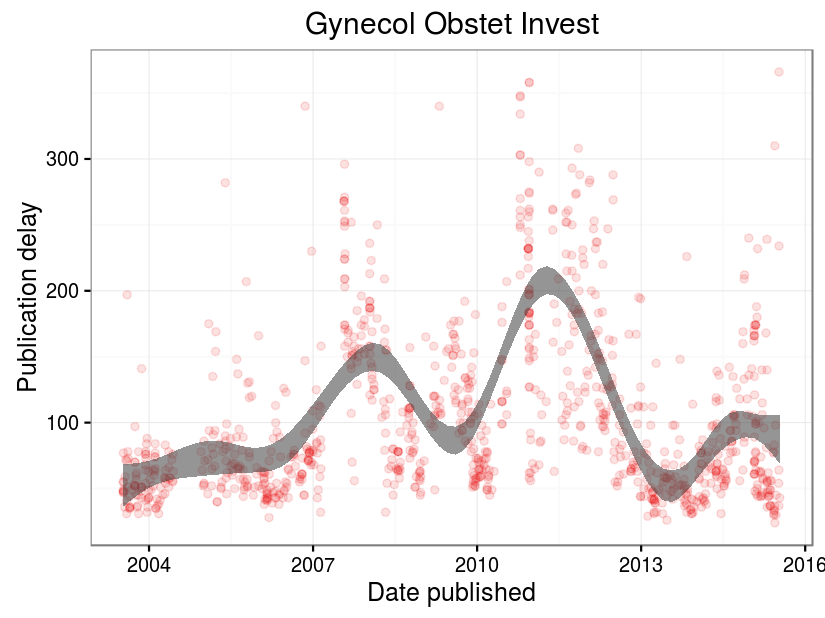 Gynecol Obstet Invest
Publication delay
300
200
100
2004 2007 2010 2013 2016
Date published